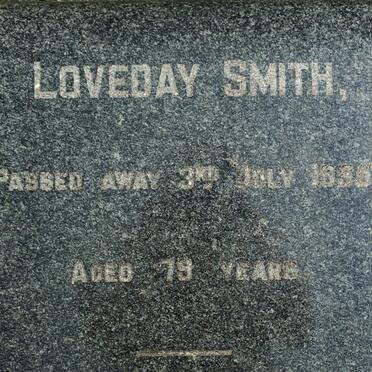 LOVEDAY SMITH,
PASSED AWAY 3RD JULY
AGED 79 YEARS.